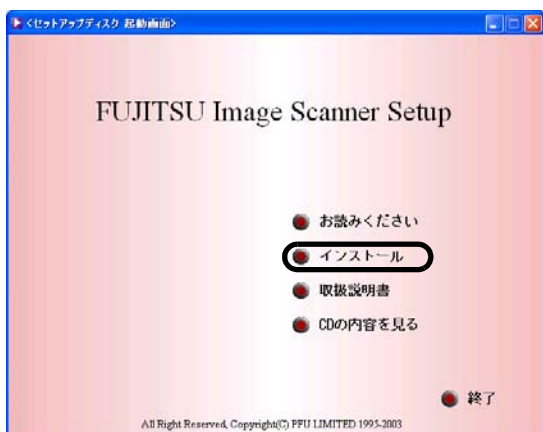 <セットアップディスク 起動画面>
FUJITSU Image Scanner Setup
お読みください
インストール
取扱説明書
CDの内容を見る
終了
All Right Reserved, Copyright(C) PFU LIMITED 1995-2003